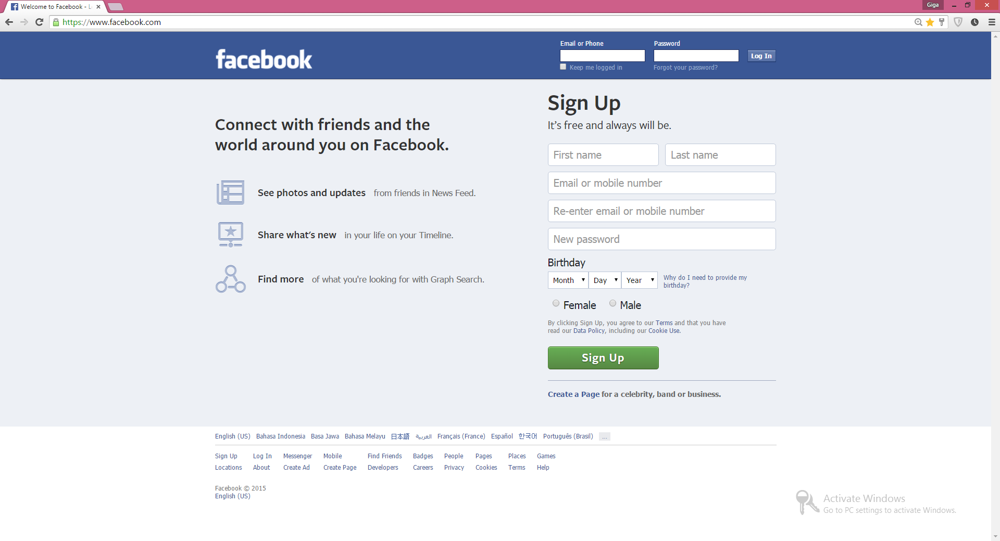 Welcome to Facebook - L
Giga
https://www.facebook.com
facebook
Email or Phone
Password
Log In
Keep me logged in
Forgot your password?
Connect with friends and the
world around you on Facebook.
See photos and updates from friends in News Feed.
Share what's new in your life on your Timeline.
Find more of what you're looking for with Graph Search.
Sign Up
It's free and always will be.
First name
Last name
Email or mobile number
Re-enter email or mobile number
New password
Birthday
Month Day Year
Why do I need to provide my
birthday?
Female Male
By clicking Sign Up, you agree to our Terms and that you have
read our Data Policy, including our Cookie Use.
Sign Up
Create a Page for a celebrity, band or business.
English (US) Bahasa Indonesia Basa Jawa Bahasa Melayu 日本語 العربية Français (France) Español 한국어 Português (Brasil) ...
Sign Up Log In Messenger Mobile Find Friends Badges People Pages Places Games
Locations About Create Ad Create Page Developers Careers Privacy Cookies Terms Help
Facebook © 2015
English (US)
Activate Windows
Go to PC settings to activate Windows.